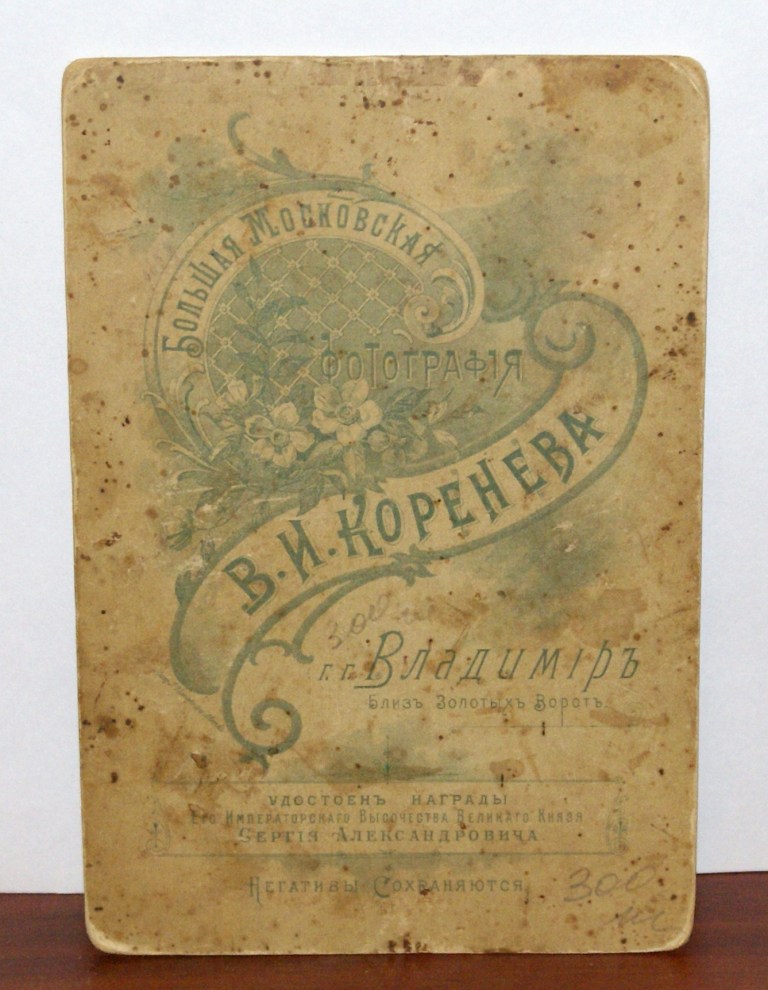 Большая Московская
Фотографія
В. И. Коренева
г. г. Владиміръ
Близъ Золотыхъ Воротъ.
300
Удостоенъ награды
Его Императорскаго Высочества Великаго Князя
Сергія Александровича
Негативы Сохраняются
300